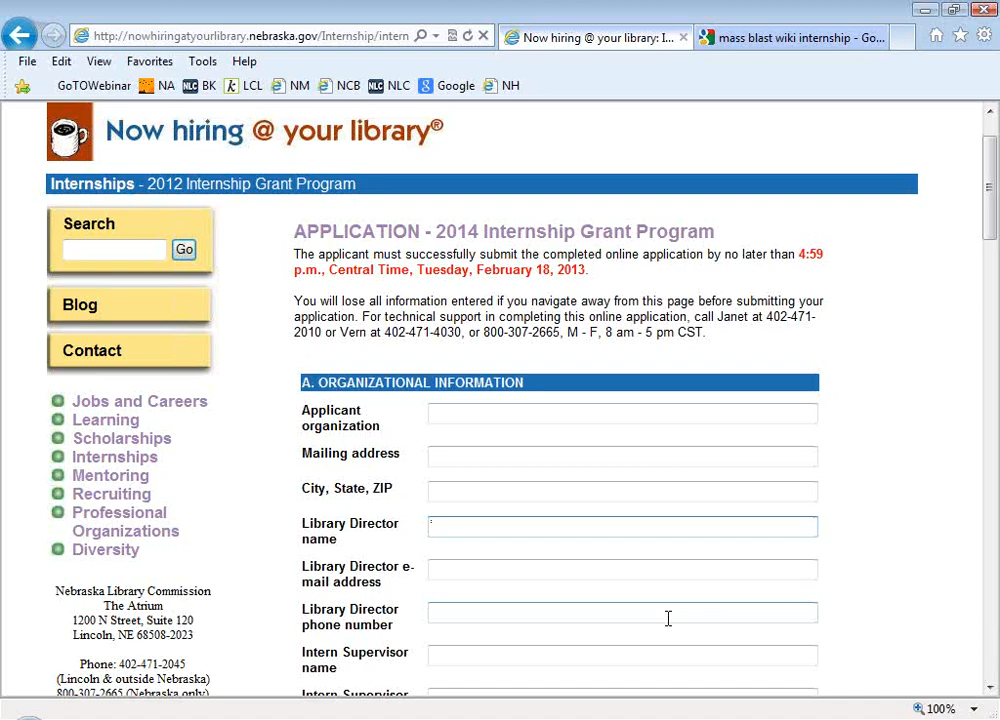 http://nowhiringatyourlibrary.nebraska.gov/Internship/intern
Now hiring @ your library: I...
mass blast wiki internship - Go...
File Edit View Favorites Tools Help
GoTOWebinar NA NLC BK k LCL NM NCB NLC NLC 8 Google NH
Now hiring @ your library®
Internships - 2012 Internship Grant Program
Search
Go
Blog
Contact
Jobs and Careers
Learning
Scholarships
Internships
Mentoring
Recruiting
Professional
Organizations
Diversity
Nebraska Library Commission
The Atrium
1200 N Street, Suite 120
Lincoln, NE 68508-2023
Phone: 402-471-2045
(Lincoln & outside Nebraska)
800-307-2665 (Nebraska only)
APPLICATION - 2014 Internship Grant Program
The applicant must successfully submit the completed online application by no later than 4:59
p.m., Central Time, Tuesday, February 18, 2013.
You will lose all information entered if you navigate away from this page before submitting your
application. For technical support in completing this online application, call Janet at 402-471-
2010 or Vern at 402-471-4030, or 800-307-2665, M - F, 8 am - 5 pm CST.
A. ORGANIZATIONAL INFORMATION
Applicant
organization
Mailing address
City, State, ZIP
Library Director
name
Library Director e-
mail address
Library Director
phone number
Intern Supervisor
name
Intern Supervisor
100%